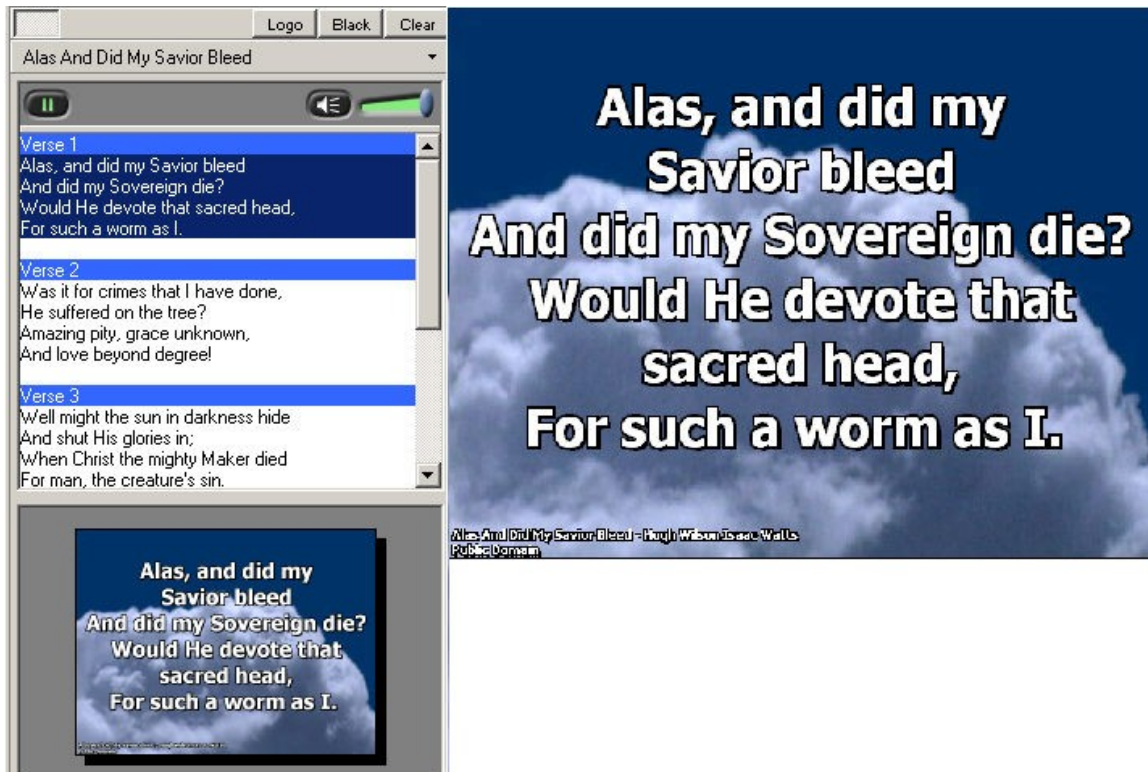 Logo Black Clear
Alas And Did My Savior Bleed
Verse 1
Alas, and did my Savior bleed
And did my Sovereign die?
Would He devote that sacred head,
For such a worm as I.
Verse 2
Was it for crimes that I have done,
He suffered on the tree?
Amazing pity, grace unknown,
And love beyond degree!
Verse 3
Well might the sun in darkness hide
And shut His glories in;
When Christ the mighty Maker died
For man, the creature's sin.
Alas, and did my
Savior bleed
And did my Sovereign die?
Would He devote that
sacred head,
For such a worm as I.
Alas, and did my
Savior bleed
And did my Sovereign die?
Would He devote that
sacred head,
For such a worm as I.
Alas And Did My Savior Bleed - Hugh Wilson Isaac Watts
Public Domain